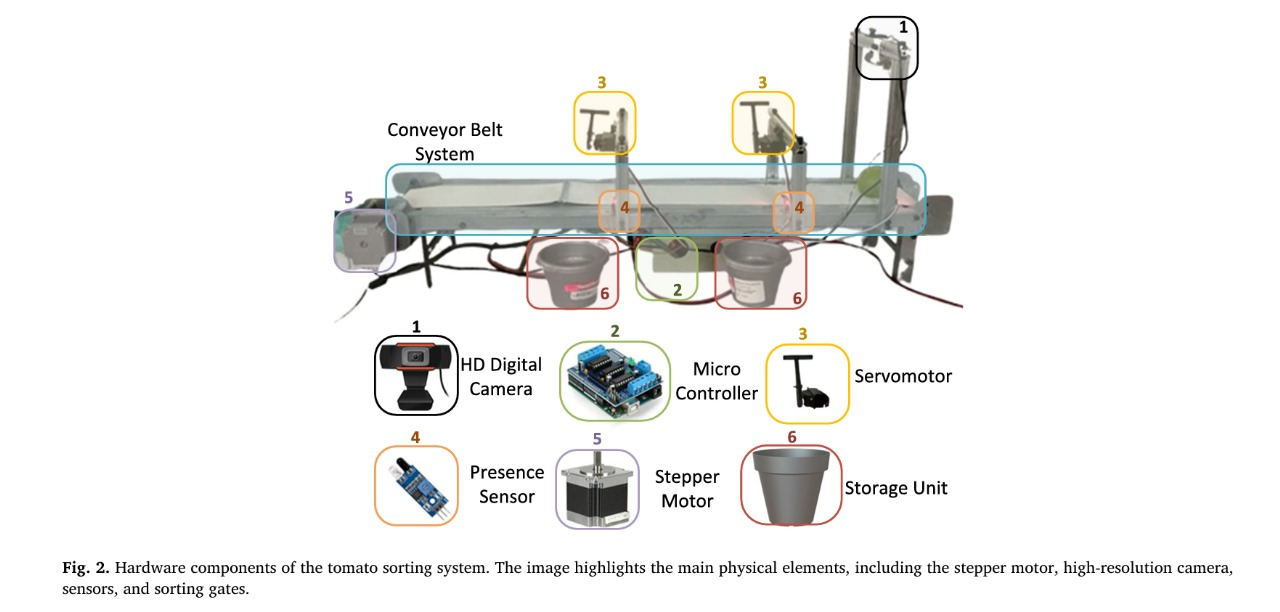 1
3
3
Conveyor Belt
System
5
4
4
6
2
6
1
2
3
HD Digital
Camera
Micro
Controller
Servomotor
4
5
6
Presence
Sensor
Stepper
Motor
Storage Unit
Fig. 2. Hardware components of the tomato sorting system. The image highlights the main physical elements, including the stepper motor, high-resolution camera,
sensors, and sorting gates.